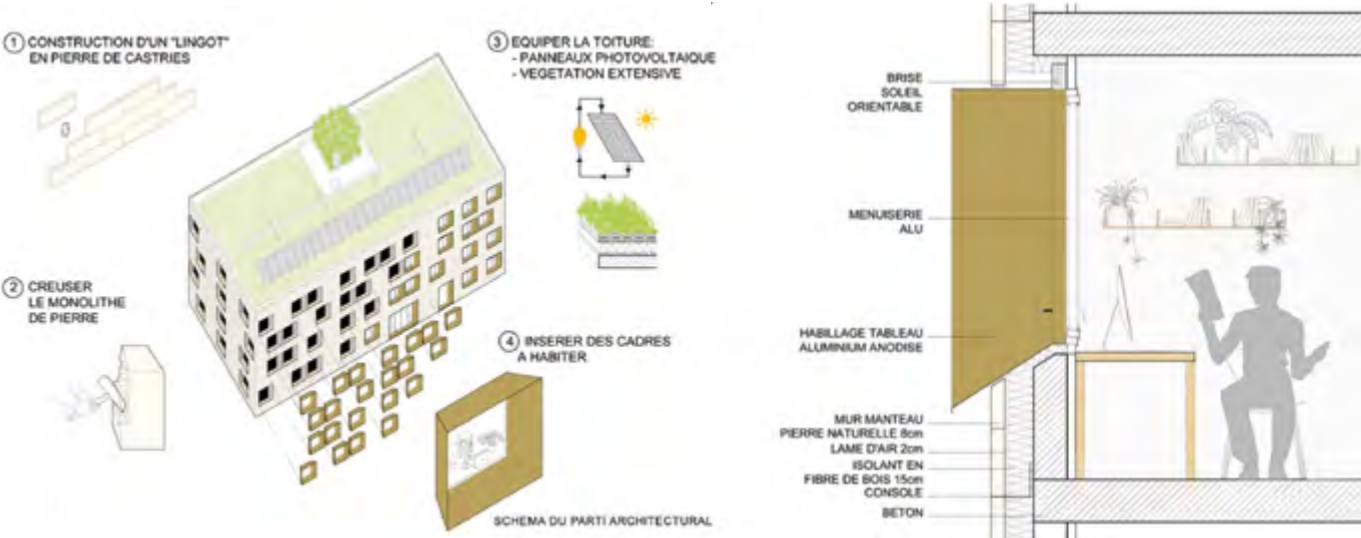 1 CONSTRUCTION D'UN "LINGOT"
EN PIERRE DE CASTRIES
2 CREUSER
LE MONOLITHE
DE PIERRE
3 EQUIPER LA TOITURE:
- PANNEAUX PHOTOVOLTAIQUE
- VEGETATION EXTENSIVE
4 INSERER DES CADRES
A HABITER
SCHEMA DU PARTI ARCHITECTURAL
BRISE
SOLEIL
ORIENTABLE
MENUISERIE
ALU
HABILLAGE TABLEAU
ALUMINIUM ANODISE
MUR MANTEAU
PIERRE NATURELLE 8cm
LAME D'AIR 2cm
ISOLANT EN
FIBRE DE BOIS 15cm
CONSOLE
BETON